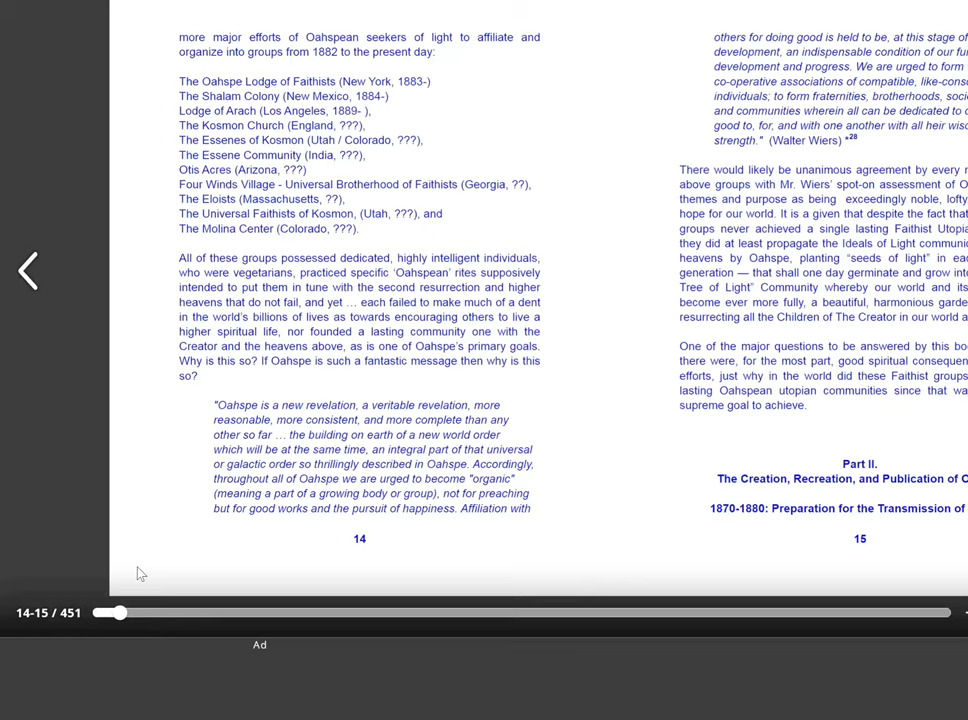 more major efforts of Oahspean seekers of light to affiliate and
organize into groups from 1882 to the present day:
The Oahspe Lodge of Faithists (New York, 1883-)
The Shalam Colony (New Mexico, 1884-)
Lodge of Arach (Los Angeles, 1889- ),
The Kosmon Church (England, ???),
The Essenes of Kosmon (Utah / Colorado, ???),
The Essene Community (India, ???),
Otis Acres (Arizona, ???)
Four Winds Village - Universal Brotherhood of Faithists (Georgia, ??),
The Eloists (Massachusetts, ??),
The Universal Faithists of Kosmon, (Utah, ???), and
The Molina Center (Colorado, ???).
All of these groups possessed dedicated, highly intelligent individuals,
who were vegetarians, practiced specific ‘Oahspean’ rites supposively
intended to put them in tune with the second resurrection and higher
heavens that do not fail, and yet … each failed to make much of a dent
in the world’s billions of lives as towards encouraging others to live a
higher spiritual life, nor founded a lasting community one with the
Creator and the heavens above, as is one of Oahspe’s primary goals.
Why is this so? If Oahspe is such a fantastic message then why is this
so?
"Oahspe is a new revelation, a veritable revelation, more
reasonable, more consistent, and more complete than any
other so far … the building on earth of a new world order
which will be at the same time, an integral part of that universal
or galactic order so thrillingly described in Oahspe. Accordingly,
throughout all of Oahspe we are urged to become "organic"
(meaning a part of a growing body or group), not for preaching
but for good works and the pursuit of happiness. Affiliation with
14
others for doing good is held to be, at this stage of
development, an indispensable condition of our fu
development and progress. We are urged to form
co-operative associations of compatible, like-cons
individuals; to form fraternities, brotherhoods, soci
and communities wherein all can be dedicated to d
good to, for, and with one another with all heir wis
strength." (Walter Wiers) *28
There would likely be unanimous agreement by every
above groups with Mr. Wiers’ spot-on assessment of O
themes and purpose as being exceedingly noble, lofty
hope for our world. It is a given that despite the fact tha
groups never achieved a single lasting Faithist Utopia
they did at least propagate the Ideals of Light communi
heavens by Oahspe, planting “seeds of light” in eac
generation — that shall one day germinate and grow into
Tree of Light” Community whereby our world and its
become ever more fully, a beautiful, harmonious garde
resurrecting all the Children of The Creator in our world a
One of the major questions to be answered by this bo
there were, for the most part, good spiritual consequen
efforts, just why in the world did these Faithist groups
lasting Oahspean utopian communities since that wa
supreme goal to achieve.
Part II.
The Creation, Recreation, and Publication of O
1870-1880: Preparation for the Transmission of
15
14-15 / 451
Ad